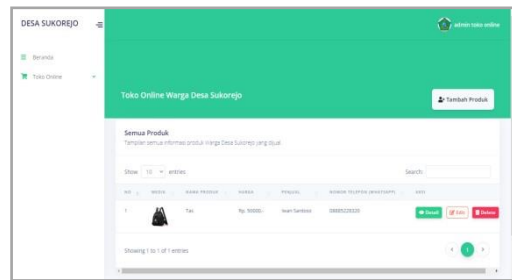 DESA SUKOREJO
admin toko online
Beranda
Toko Online
Toko Online Warga Desa Sukorejo
Tambah Produk
Semua Produk
Tampilan semua informasi produk Warga Desa Sukorejo yang dijual.
Show 10 entries
Search:
NO MEDIA NAMA PRODUK HARGA PENJUAL NOMOR TELEPON (WHATSAPP) AKSI
1 Tas Rp. 90000,- Iwan Santoso
Detail Edit Delete
Showing 1 to 1 of 1 entries
1